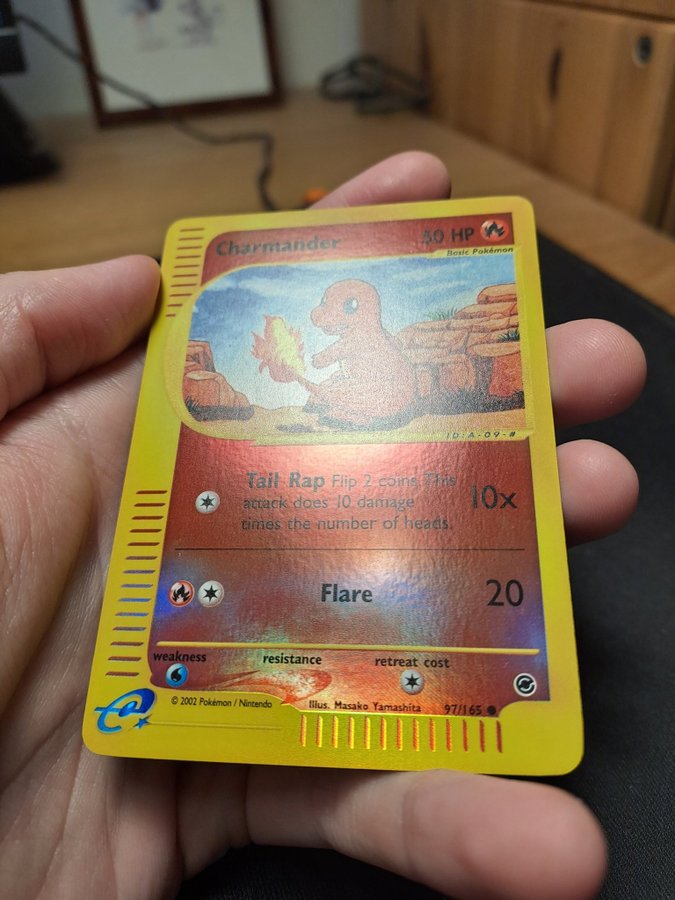 Charmander 50 HP
Basic Pokémon
ID:A-09-#
Tail Rap Flip 2 coins. This
attack does 10 damage
times the number of heads.
10x
Flare 20
weakness resistance retreat cost
© 2002 Pokémon / Nintendo
Illus. Masako Yamashita 97/165
e